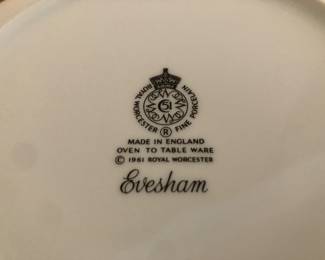 ROYAL WORCESTER FINE PORCELAIN
51
®
MADE IN ENGLAND
OVEN TO TABLE WARE
© 1961 ROYAL WORCESTER
Evesham